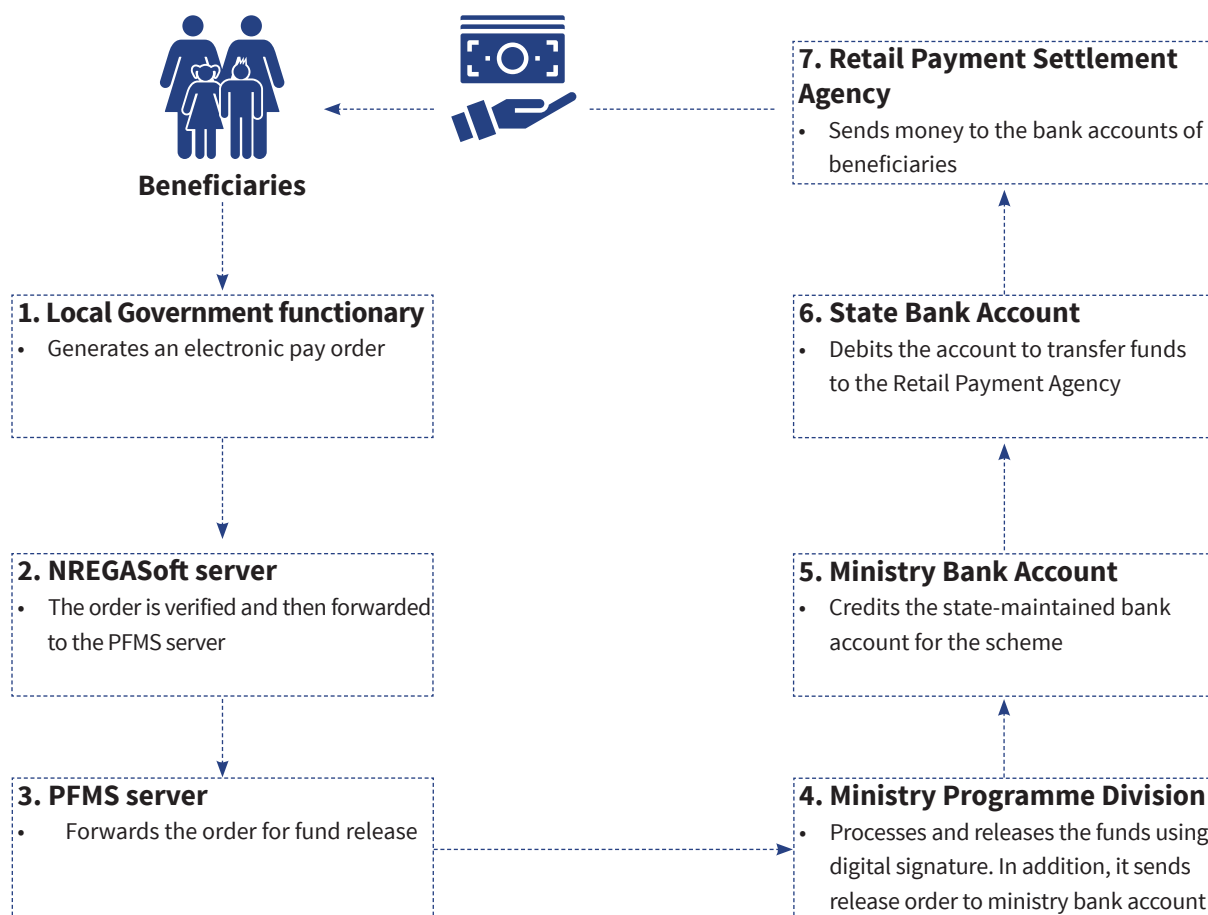 Beneficiaries
1. Local Government functionary
• Generates an electronic pay order
2. NREGASoft server
• The order is verified and then forwarded
to the PFMS server
3. PFMS server
• Forwards the order for fund release
4. Ministry Programme Division
• Processes and releases the funds using
digital signature. In addition, it sends
release order to ministry bank account
5. Ministry Bank Account
• Credits the state-maintained bank
account for the scheme
6. State Bank Account
• Debits the account to transfer funds
to the Retail Payment Agency
7. Retail Payment Settlement
Agency
• Sends money to the bank accounts of
beneficiaries